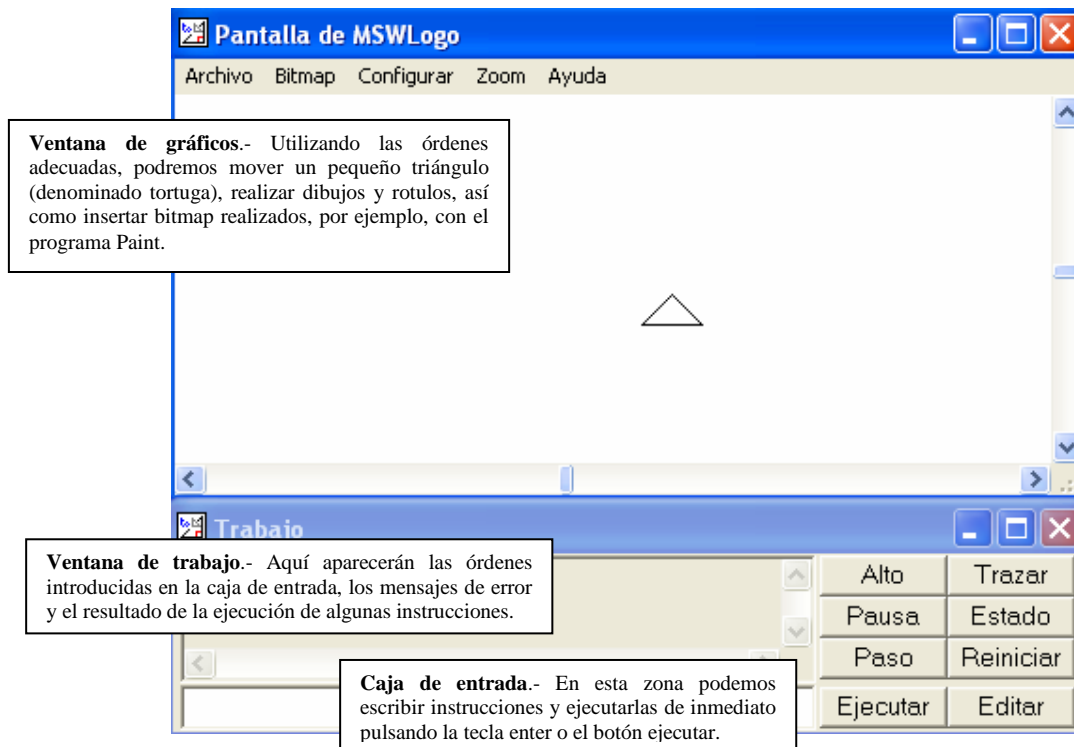 Pantalla de MSWLogo
Archivo Bitmap Configurar Zoom Ayuda
Ventana de gráficos.- Utilizando las órdenes
adecuadas, podremos mover un pequeño triángulo
(denominado tortuga), realizar dibujos y rotulos, así
como insertar bitmap realizados, por ejemplo, con el
programa Paint.
Trabajo
Ventana de trabajo.- Aquí aparecerán las órdenes
introducidas en la caja de entrada, los mensajes de error
y el resultado de la ejecución de algunas instrucciones.
Alto Trazar
Pausa Estado
Paso Reiniciar
Ejecutar Editar
Caja de entrada.- En esta zona podemos
escribir instrucciones y ejecutarlas de inmediato
pulsando la tecla enter o el botón ejecutar.